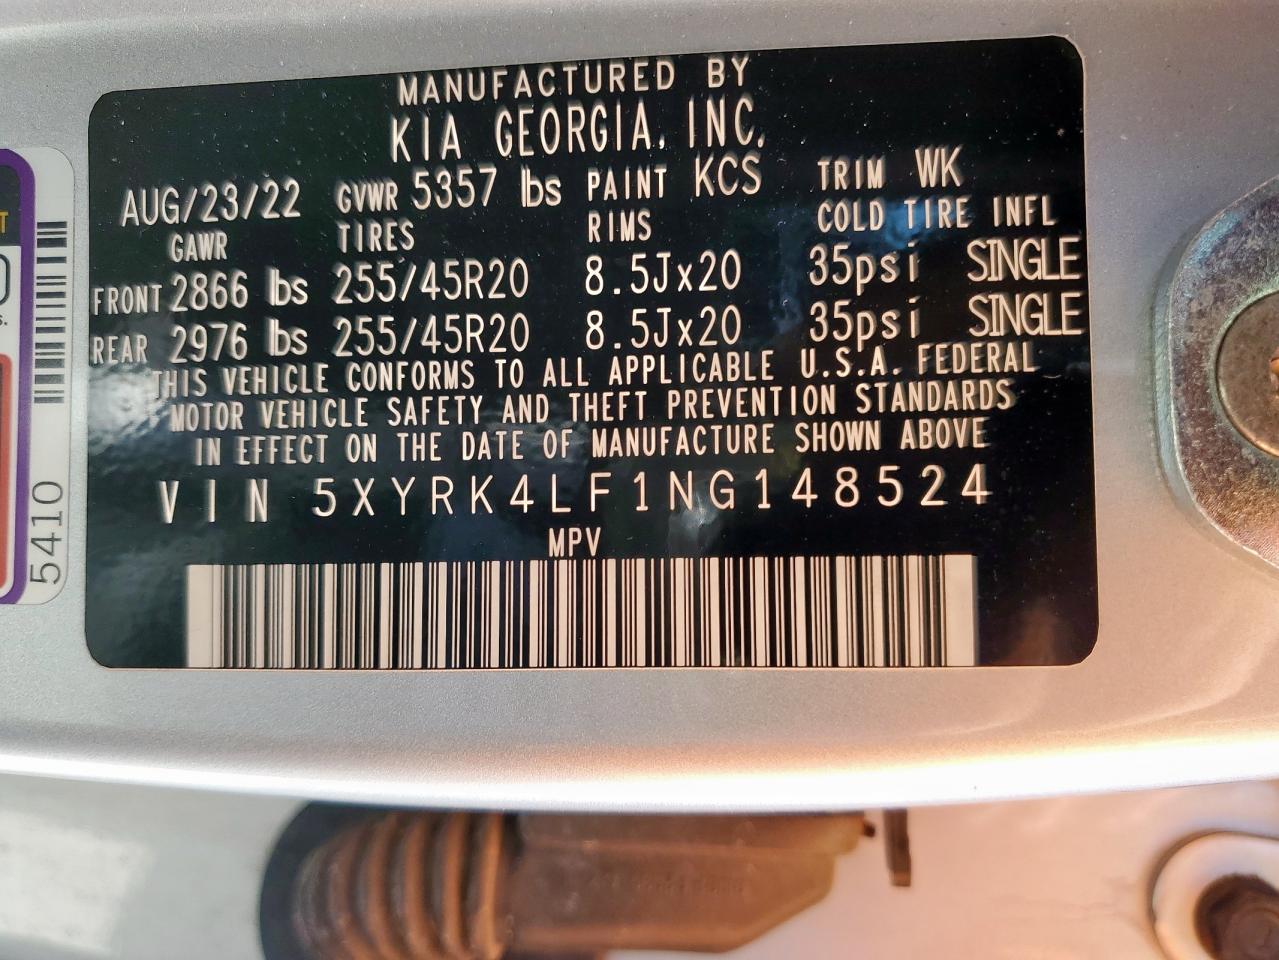 MANUFACTURED BY
KIA GEORGIA, INC.
AUG/23/22 GVWR 5357 lbs PAINT KCS TRIM WK
GAWR TIRES RIMS COLD TIRE INFL
FRONT 2866 lbs 255/45R20 8.5Jx20 35psi SINGLE
REAR 2976 lbs 255/45R20 8.5Jx20 35psi SINGLE
THIS VEHICLE CONFORMS TO ALL APPLICABLE U.S.A. FEDERAL
MOTOR VEHICLE SAFETY AND THEFT PREVENTION STANDARDS
IN EFFECT ON THE DATE OF MANUFACTURE SHOWN ABOVE
VIN 5XYRK4LF1NG148524
MPV
5410